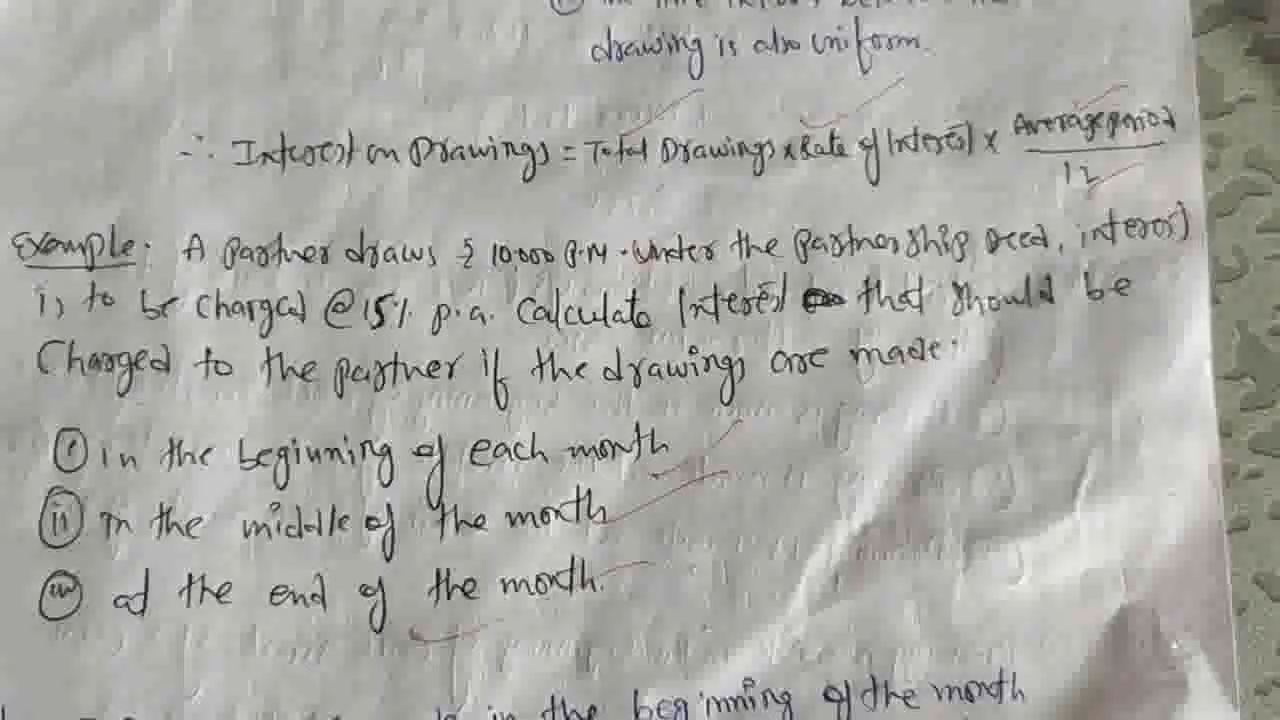 drawing is also uniform.
∴ Interest on Drawings = Total Drawings x Rate of Interest x Average period
12
Example: A partner draws ₹ 10,000 P.M. Under the partnership Deed, interest
is to be charged @ 15% p.a. Calculate Interest that should be
Charged to the partner if the drawings are made:
(i) in the beginning of each month
(ii) in the middle of the month
(iii) at the end of the month.
in the beginning of the month